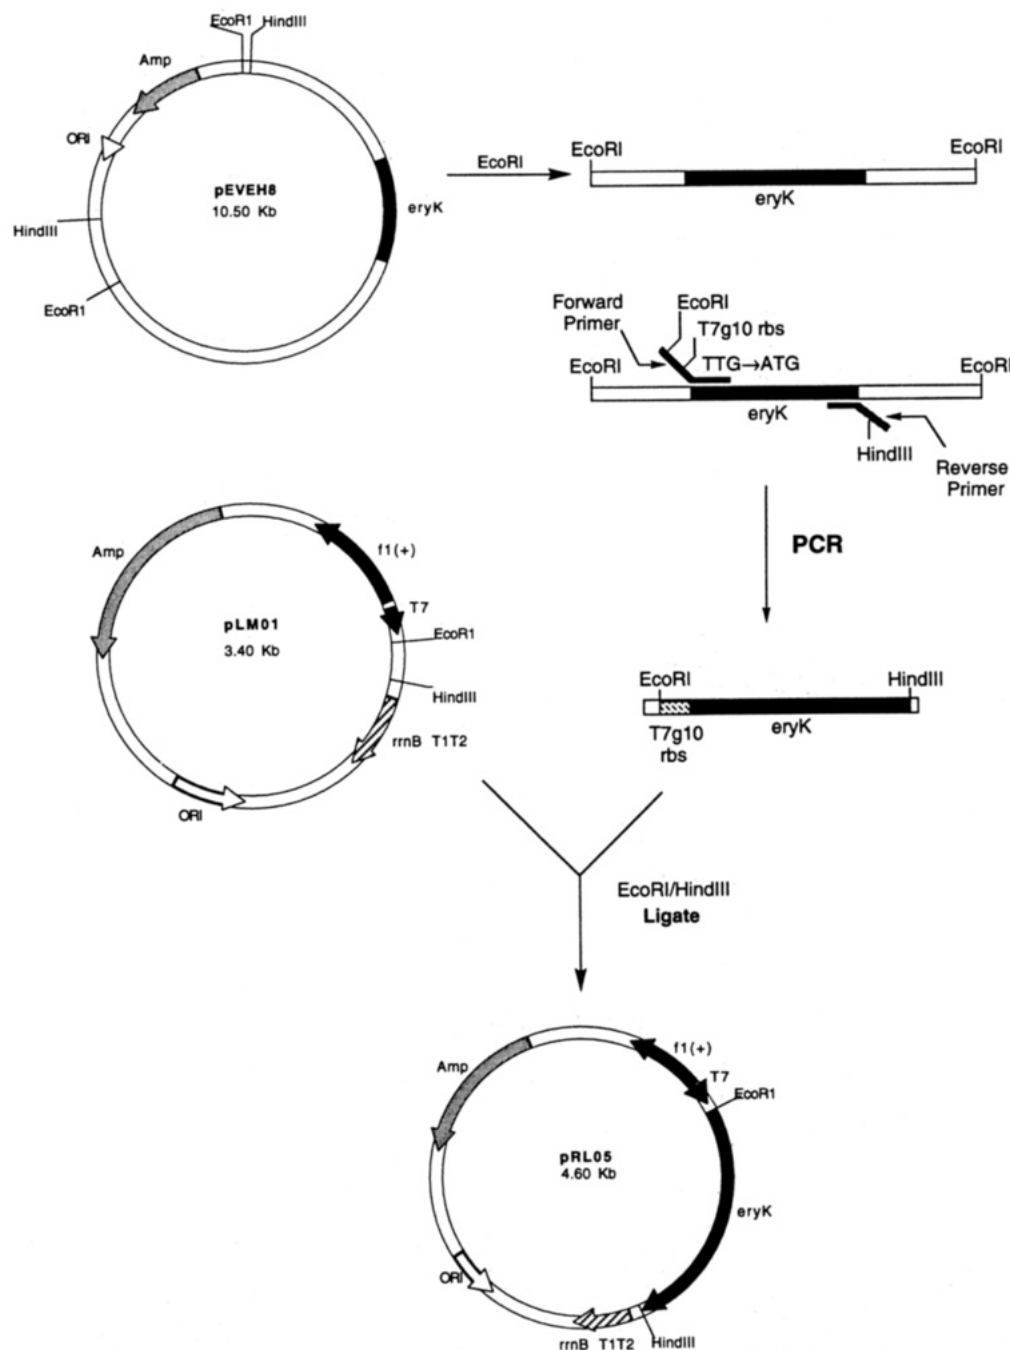 EcoR1 HindIII
Amp
ORI
pEVEH8
10.50 Kb
eryK
HindIII
EcoR1
EcoRI
EcoRI
EcoRI
eryK
Forward
Primer
EcoRI
T7g10 rbs
TTG→ATG
EcoRI
EcoRI
eryK
HindIII
Reverse
Primer
PCR
Amp
f1(+)
T7
pLM01
3.40 Kb
EcoR1
HindIII
rrnB T1T2
ORI
EcoRI
HindIII
T7g10
rbs
eryK
EcoRI/HindIII
Ligate
Amp
f1(+)
T7
EcoR1
pRL05
4.60 Kb
eryK
ORI
rrnB T1T2
HindIII